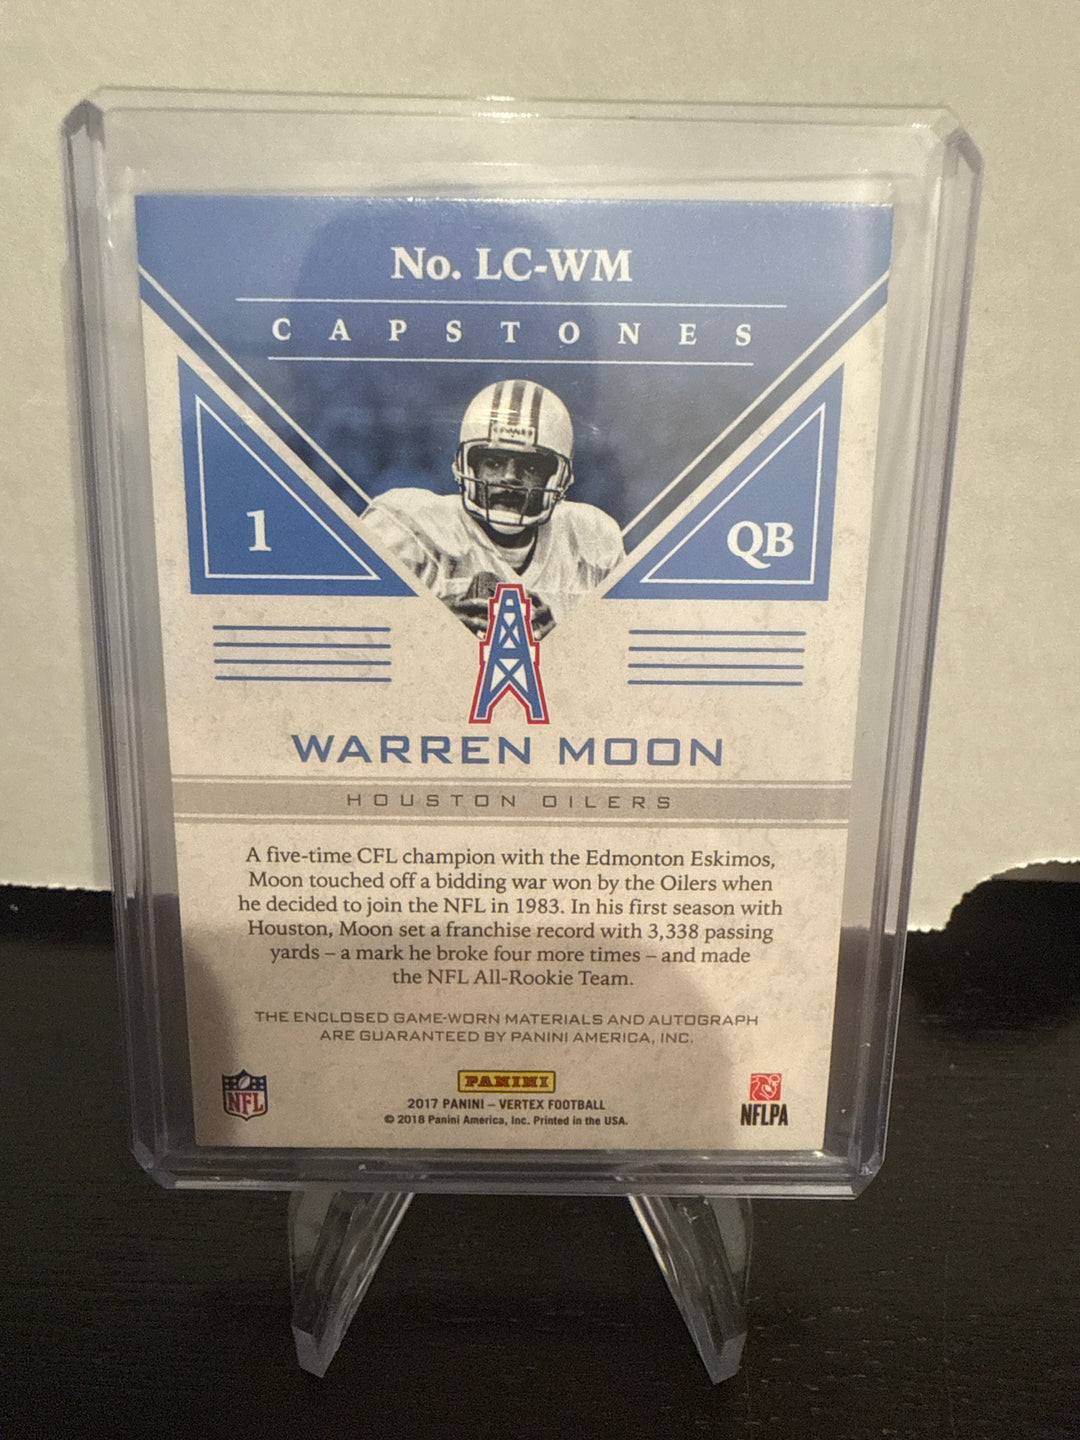 No. LC-WM
CAPSTONES
1
QB
WARREN MOON
HOUSTON OILERS
A five-time CFL champion with the Edmonton Eskimos,
Moon touched off a bidding war won by the Oilers when
he decided to join the NFL in 1983. In his first season with
Houston, Moon set a franchise record with 3,338 passing
yards – a mark he broke four more times – and made
the NFL All-Rookie Team.
THE ENCLOSED GAME-WORN MATERIALS AND AUTOGRAPH
ARE GUARANTEED BY PANINI AMERICA, INC.
NFL
PANINI
2017 PANINI – VERTEX FOOTBALL
© 2018 Panini America, Inc. Printed in the USA.
NFLPA